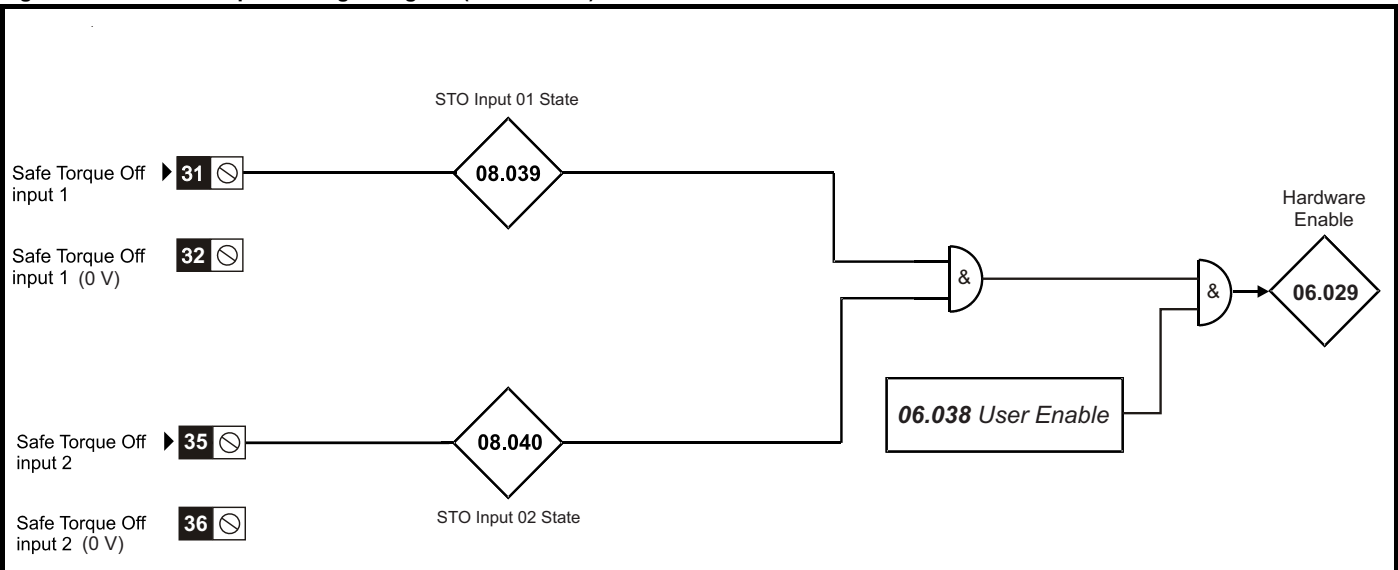 STO Input 01 State
Safe Torque Off
input 1
31
08.039
Hardware
Enable
Safe Torque Off
input 1 (0 V)
32
&
&
06.029
06.038 User Enable
Safe Torque Off
input 2
35
08.040
STO Input 02 State
Safe Torque Off
input 2 (0 V)
36